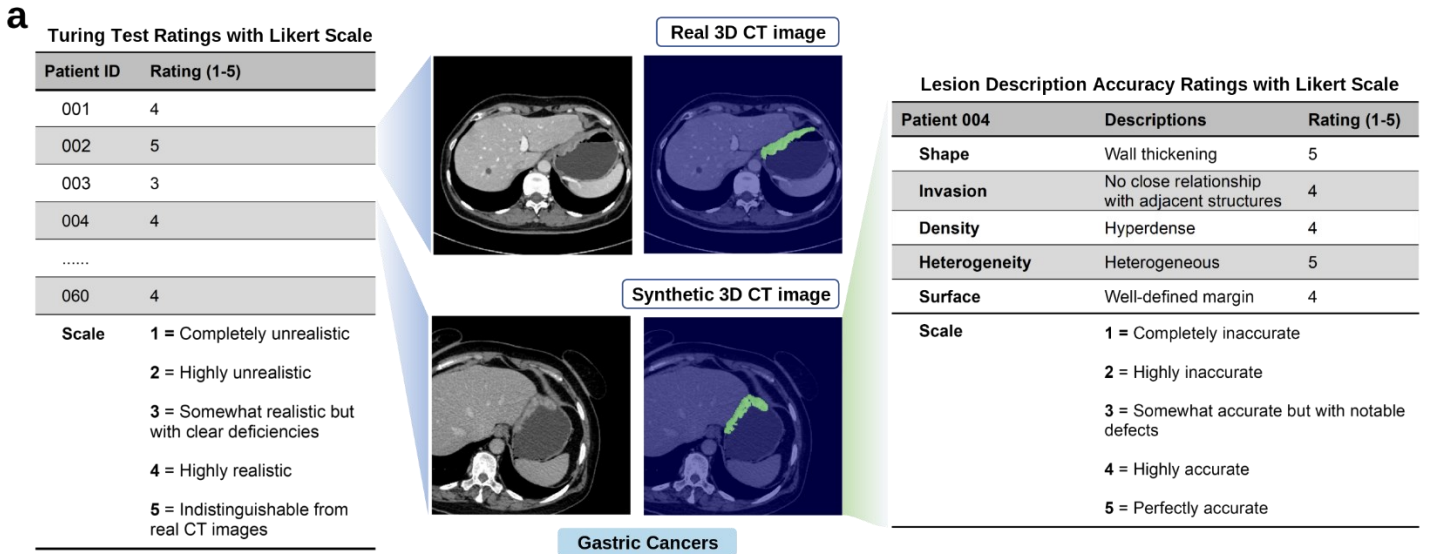 a
Turing Test Ratings with Likert Scale
Patient ID Rating (1-5)
001 4
002 5
003 3
004 4
......
060 4
Scale 1 = Completely unrealistic
2 = Highly unrealistic
3 = Somewhat realistic but
with clear deficiencies
4 = Highly realistic
5 = Indistinguishable from
real CT images
Real 3D CT image
Synthetic 3D CT image
Gastric Cancers
Lesion Description Accuracy Ratings with Likert Scale
Patient 004 Descriptions Rating (1-5)
Shape Wall thickening 5
Invasion No close relationship
with adjacent structures 4
Density Hyperdense 4
Heterogeneity Heterogeneous 5
Surface Well-defined margin 4
Scale 1 = Completely inaccurate
2 = Highly inaccurate
3 = Somewhat accurate but with notable
defects
4 = Highly accurate
5 = Perfectly accurate